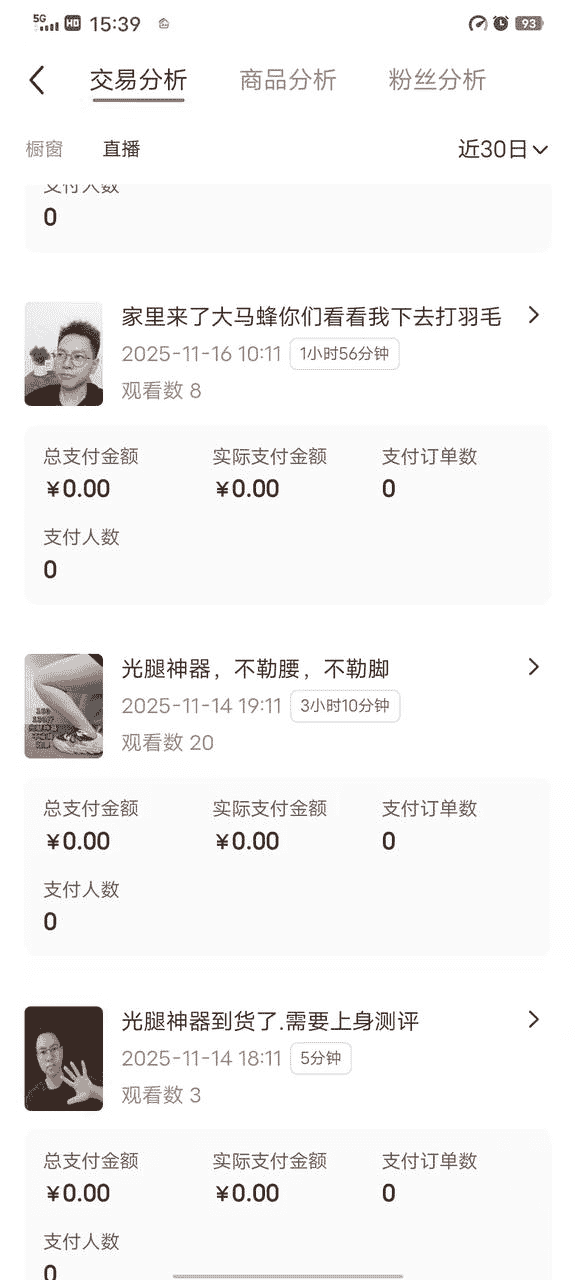 5G HD 15:39 93
交易分析 商品分析 粉丝分析
橱窗 直播 近30日
支付人数
0
家里来了大马蜂你们看看我下去打羽毛
2025-11-16 10:11 1小时56分钟
观看数 8
总支付金额 实际支付金额 支付订单数
¥0.00 ¥0.00 0
支付人数
0
光腿神器，不勒腰，不勒脚
2025-11-14 19:11 3小时10分钟
观看数 20
总支付金额 实际支付金额 支付订单数
¥0.00 ¥0.00 0
支付人数
0
光腿神器到货了.需要上身测评
2025-11-14 18:11 5分钟
观看数 3
总支付金额 实际支付金额 支付订单数
¥0.00 ¥0.00 0
支付人数
0